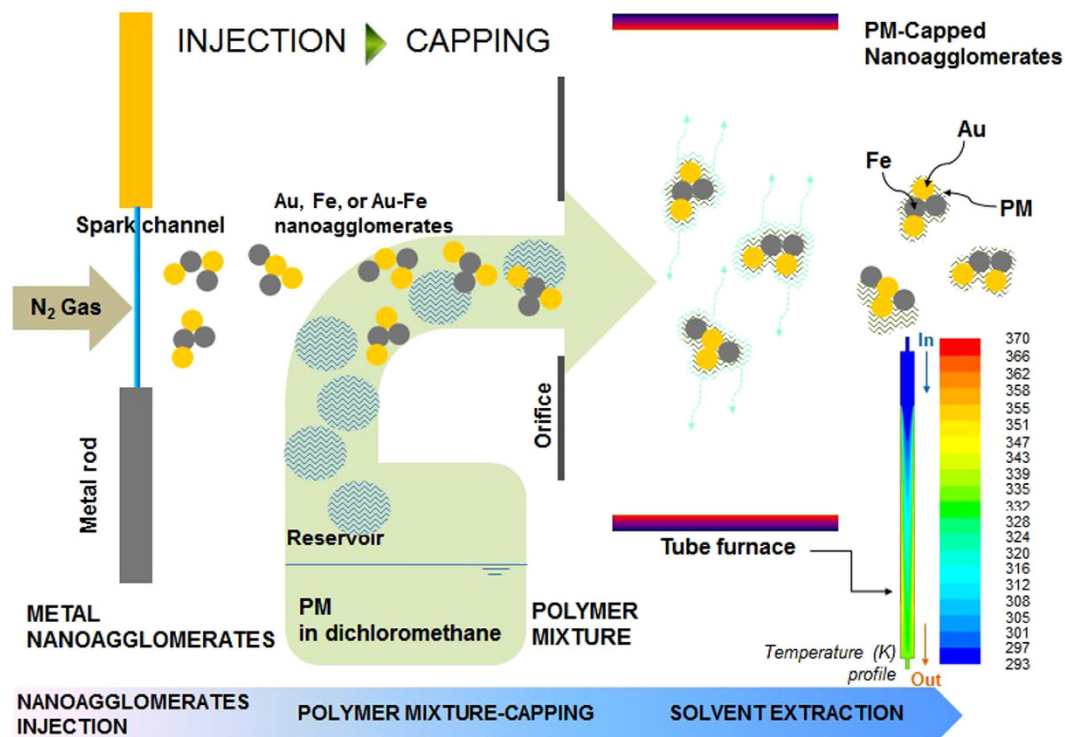 INJECTION CAPPING
PM-Capped
Nanoagglomerates
Au
Fe
PM
Spark channel
Au, Fe, or Au-Fe
nanoagglomerates
N2 Gas
Metal rod
Orifice
Reservoir
PM
in dichloromethane
METAL
NANOAGGLOMERATES
POLYMER
MIXTURE
Tube furnace
In
370
366
362
358
355
351
347
343
339
335
332
328
324
320
316
312
308
305
301
297
293
Temperature (K)
profile
Out
NANOAGGLOMERATES
INJECTION
POLYMER MIXTURE-CAPPING
SOLVENT EXTRACTION